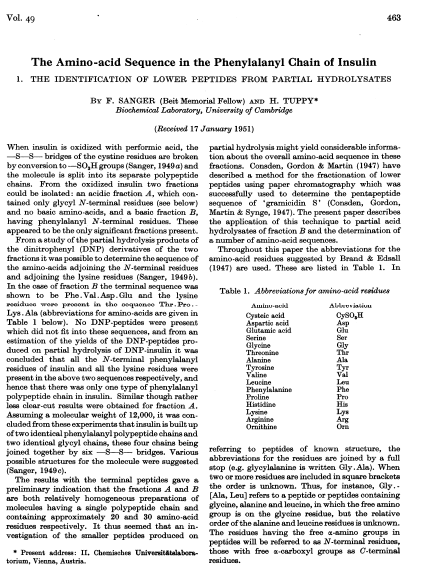 Vol. 49
463
The Amino-acid Sequence in the Phenylalanyl Chain of Insulin
1. THE IDENTIFICATION OF LOWER PEPTIDES FROM PARTIAL HYDROLYSATES
BY F. SANGER (Beit Memorial Fellow) AND H. TUPPY*
Biochemical Laboratory, University of Cambridge
(Received 17 January 1951)
When insulin is oxidized with performic acid, the
—S—S— bridges of the cystine residues are broken
by conversion to —SO₃H groups (Sanger, 1949a) and
the molecule is split into its separate polypeptide
chains. From the oxidized insulin two fractions
could be isolated: an acidic fraction A, which con-
tained only glycyl N-terminal residues (see below)
and no basic amino-acids, and a basic fraction B,
having phenylalanyl N-terminal residues. These
appeared to be the only significant fractions present.
From a study of the partial hydrolysis products of
the dinitrophenyl (DNP) derivatives of the two
fractions it was possible to determine the sequence of
the amino-acids adjoining the N-terminal residues
and adjoining the lysine residues (Sanger, 1949b).
In the case of fraction B the terminal sequence was
shown to be Phe.Val.Asp.Glu and the lysine
residues were present in the sequence Thr.Pro.-
Lys.Ala (abbreviations for amino-acids are given in
Table 1 below). No DNP-peptides were present
which did not fit into these sequences, and from an
estimation of the yields of the DNP-peptides pro-
duced on partial hydrolysis of DNP-insulin it was
concluded that all the N-terminal phenylalanyl
residues of insulin and all the lysine residues were
present in the above two sequences respectively, and
hence that there was only one type of phenylalanyl
polypeptide chain in insulin. Similar though rather
less clear-cut results were obtained for fraction A.
Assuming a molecular weight of 12,000, it was con-
cluded from these experiments that insulin is built up
of two identical phenylalanyl polypeptide chains and
two identical glycyl chains, these four chains being
joined together by six —S—S— bridges. Various
possible structures for the molecule were suggested
(Sanger, 1949c).
The results with the terminal peptides gave a
preliminary indication that the fractions A and B
are both relatively homogeneous preparations of
molecules having a single polypeptide chain and
containing approximately 20 and 30 amino-acid
residues respectively. It thus seemed that an in-
vestigation of the smaller peptides produced on
* Present address: II. Chemisches Universitätslabora-
torium, Vienna, Austria.
partial hydrolysis might yield considerable informa-
tion about the overall amino-acid sequence in these
fractions. Consden, Gordon & Martin (1947) have
described a method for the fractionation of lower
peptides using paper chromatography which was
successfully used to determine the pentapeptide
sequence of 'gramicidin S' (Consden, Gordon,
Martin & Synge, 1947). The present paper describes
the application of this technique to partial acid
hydrolysates of fraction B and the determination of
a number of amino-acid sequences.
Throughout this paper the abbreviations for the
amino-acid residues suggested by Brand & Edsall
(1947) are used. These are listed in Table 1. In
Table 1. Abbreviations for amino-acid residues
Amino-acid Abbreviation
Cysteic acid CySO₃H
Aspartic acid Asp
Glutamic acid Glu
Serine Ser
Glycine Gly
Threonine Thr
Alanine Ala
Tyrosine Tyr
Valine Val
Leucine Leu
Phenylalanine Phe
Proline Pro
Histidine His
Lysine Lys
Arginine Arg
Ornithine Orn
referring to peptides of known structure, the
abbreviations for the residues are joined by a full
stop (e.g. glycylalanine is written Gly.Ala). When
two or more residues are included in square brackets
the order is unknown. Thus, for instance, Gly.-
[Ala, Leu] refers to a peptide or peptides containing
glycine, alanine and leucine, in which the free amino
group is on the glycine residue, but the relative
order of the alanine and leucine residues is unknown.
The residues having the free α-amino groups in
peptides will be referred to as N-terminal residues,
those with free α-carboxyl groups as C-terminal
residues.